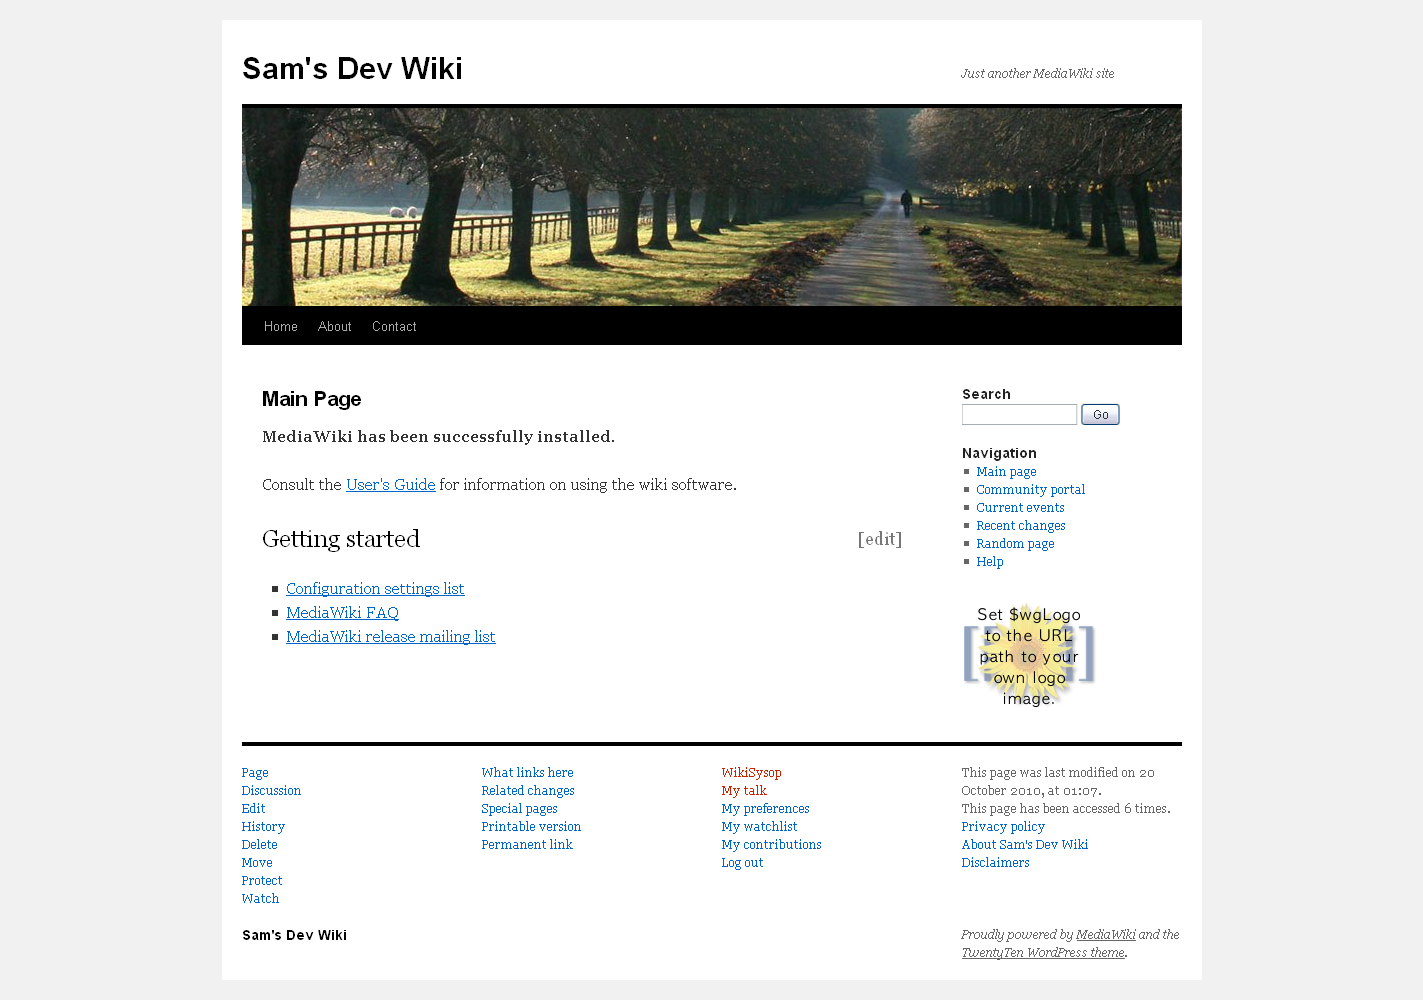 Sam's Dev Wiki
Just another MediaWiki site
Home About Contact
Main Page
MediaWiki has been successfully installed.
Consult the User's Guide for information on using the wiki software.
Getting started [edit]
Configuration settings list
MediaWiki FAQ
MediaWiki release mailing list
Search
Go
Navigation
Main page
Community portal
Current events
Recent changes
Random page
Help
Set $wgLogo
to the URL
path to your
own logo
image.
Page
Discussion
Edit
History
Delete
Move
Protect
Watch
What links here
Related changes
Special pages
Printable version
Permanent link
WikiSysop
My talk
My preferences
My watchlist
My contributions
Log out
This page was last modified on 20
October 2010, at 01:07.
This page has been accessed 6 times.
Privacy policy
About Sam's Dev Wiki
Disclaimers
Sam's Dev Wiki
Proudly powered by MediaWiki and the
TwentyTen WordPress theme.